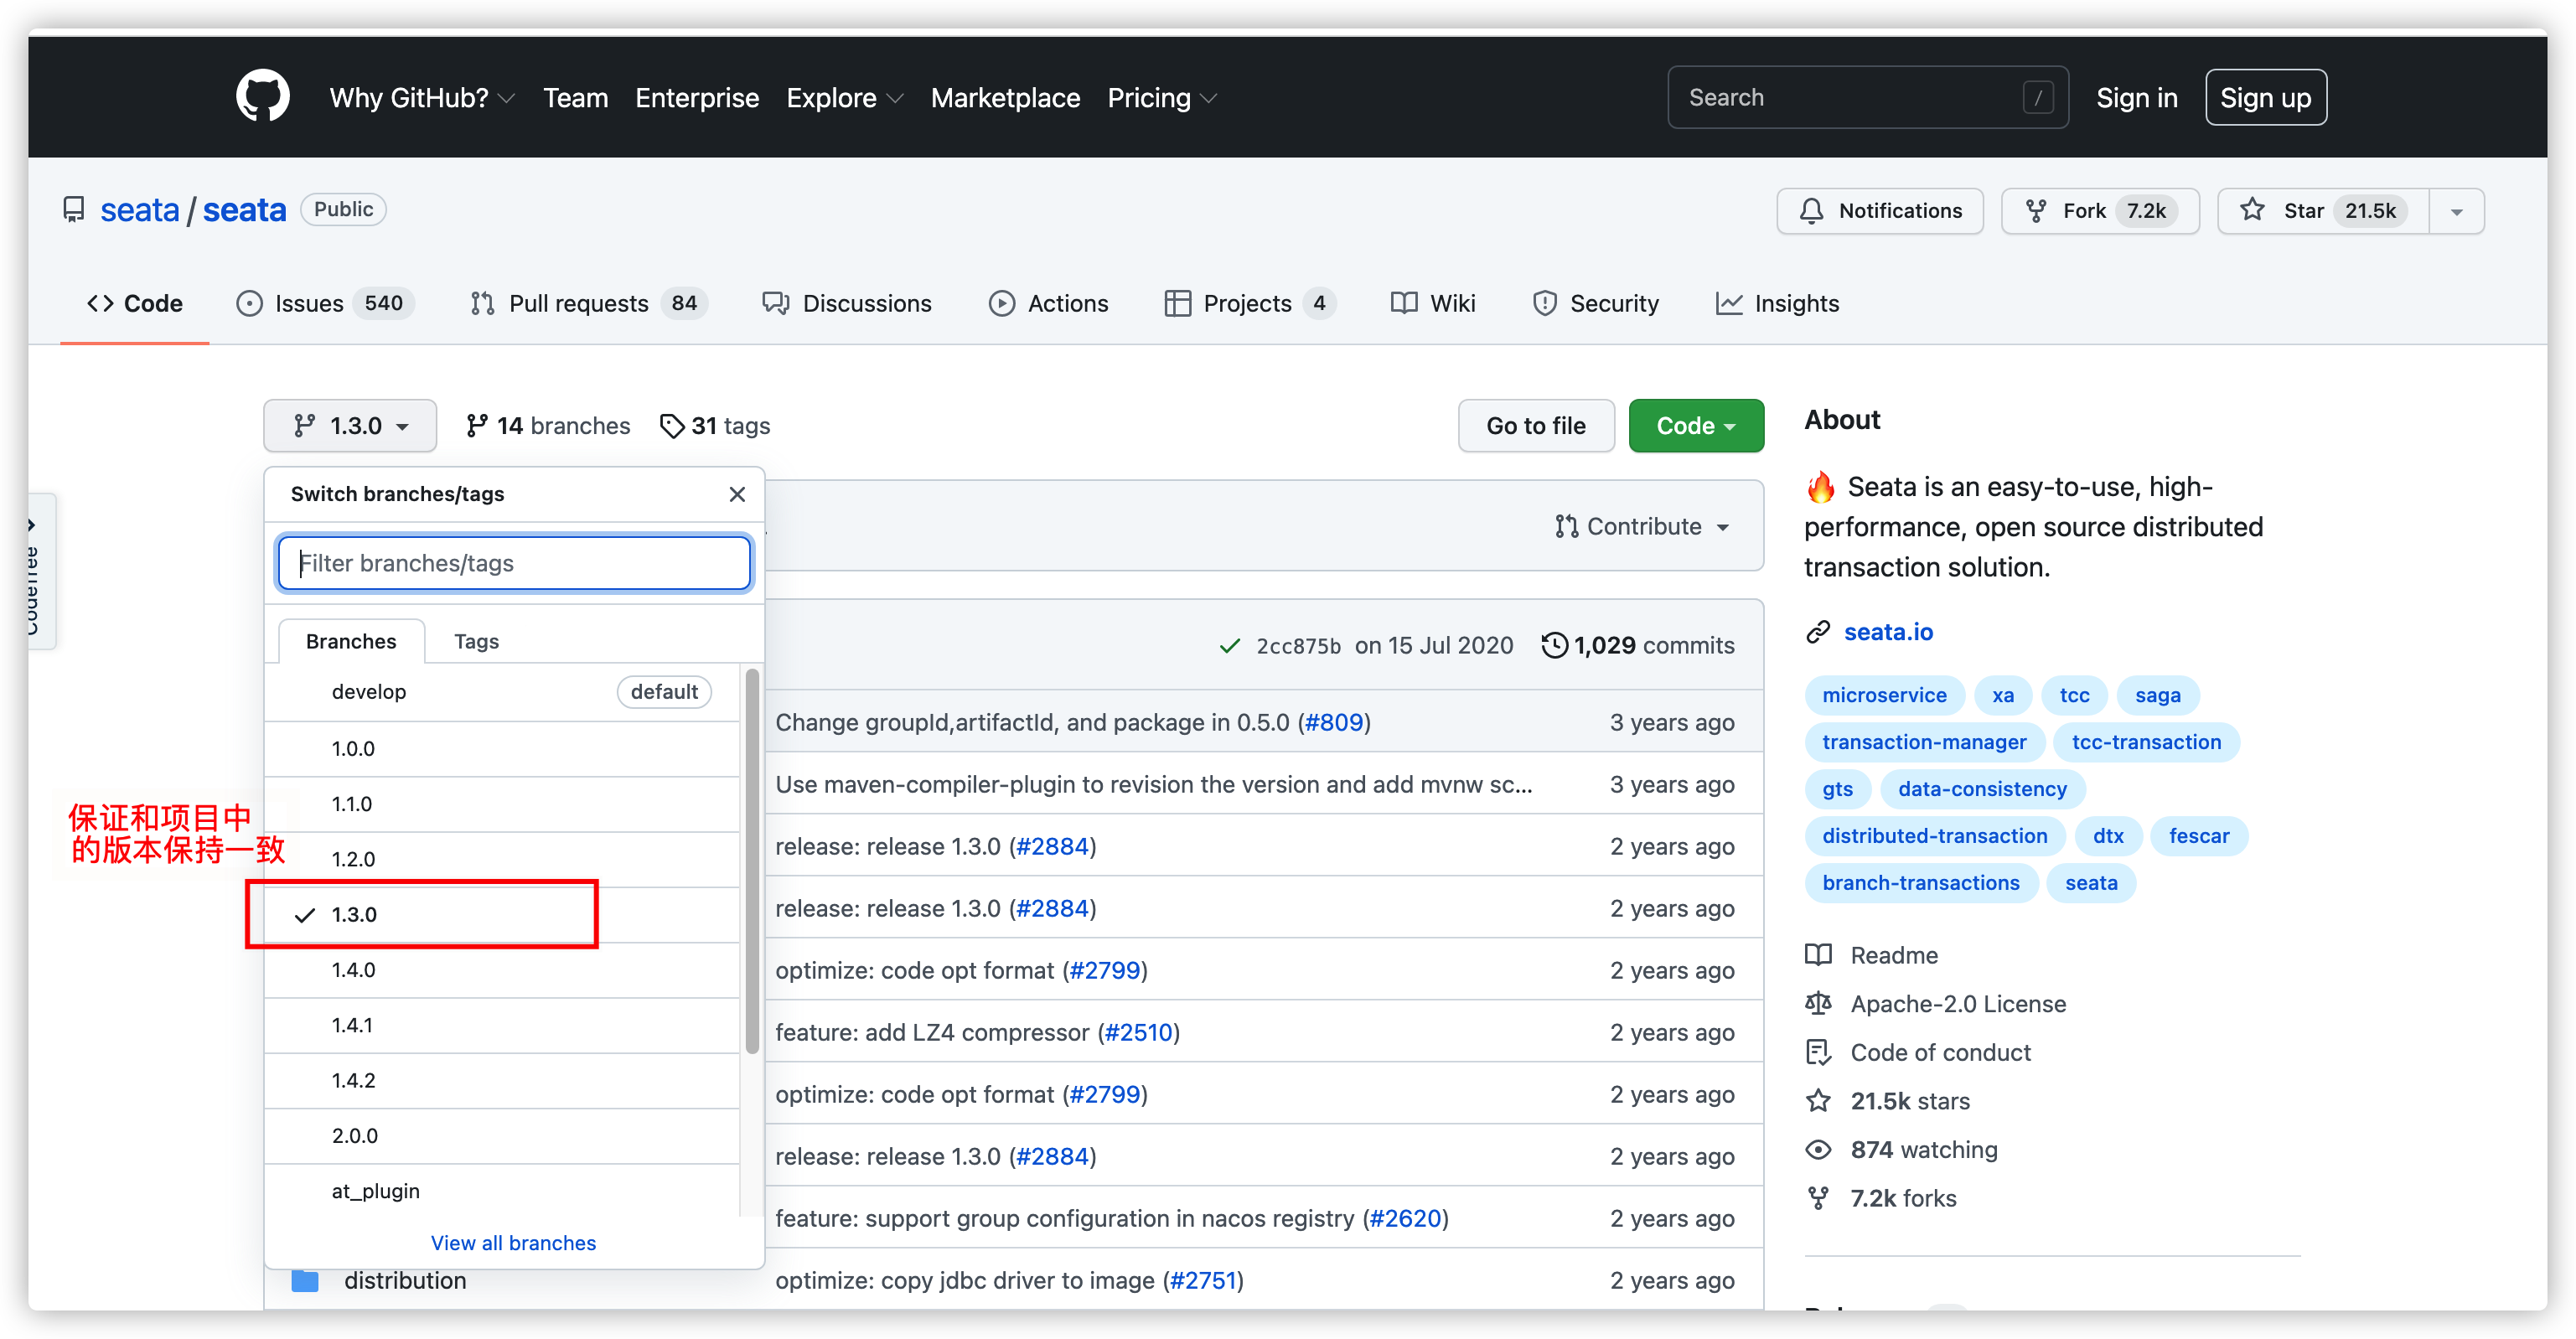 Why GitHub? Team Enterprise Explore Marketplace Pricing Search / Sign in Sign up
seata / seata Public Notifications Fork 7.2k Star 21.5k
Code Issues 540 Pull requests 84 Discussions Actions Projects 4 Wiki Security Insights
1.3.0 14 branches 31 tags Go to file Code
Switch branches/tags
Filter branches/tags
Branches Tags
develop default
1.0.0
1.1.0
1.2.0
1.3.0
1.4.0
1.4.1
1.4.2
2.0.0
at_plugin
View all branches
保证和项目中
的版本保持一致
Contribute
2cc875b on 15 Jul 2020 1,029 commits
Change groupId,artifactId, and package in 0.5.0 (#809) 3 years ago
Use maven-compiler-plugin to revision the version and add mvnw sc... 3 years ago
release: release 1.3.0 (#2884) 2 years ago
release: release 1.3.0 (#2884) 2 years ago
optimize: code opt format (#2799) 2 years ago
feature: add LZ4 compressor (#2510) 2 years ago
optimize: code opt format (#2799) 2 years ago
release: release 1.3.0 (#2884) 2 years ago
feature: support group configuration in nacos registry (#2620) 2 years ago
distribution optimize: copy jdbc driver to image (#2751) 2 years ago
About
Seata is an easy-to-use, high-
performance, open source distributed
transaction solution.
seata.io
microservice xa tcc saga
transaction-manager tcc-transaction
gts data-consistency
distributed-transaction dtx fescar
branch-transactions seata
Readme
Apache-2.0 License
Code of conduct
21.5k stars
874 watching
7.2k forks